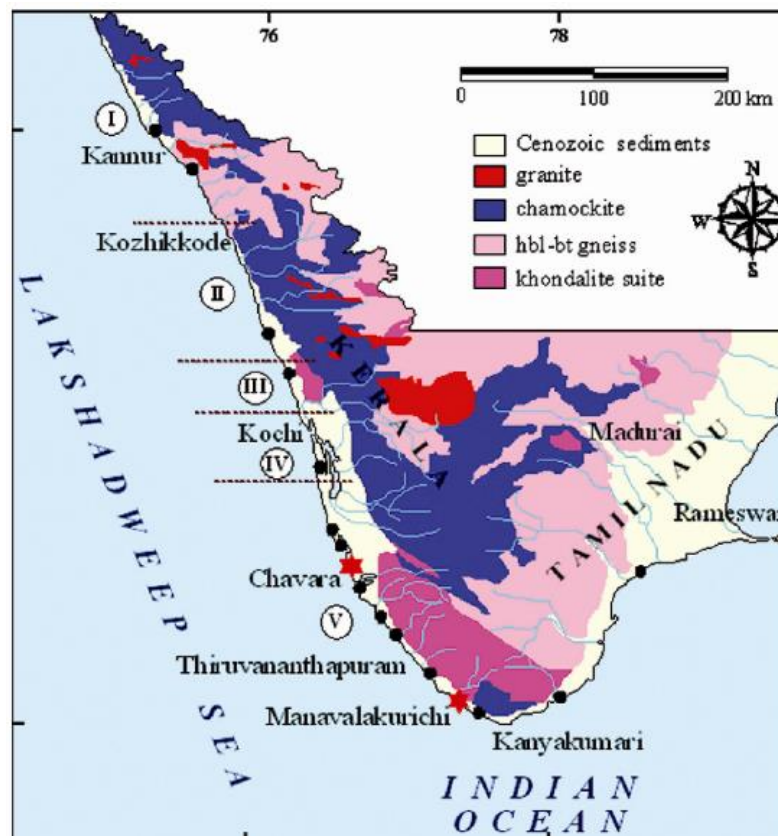 76
78
0
100
200 km
Cenozoic sediments
granite
charnockite
hbl-bt gneiss
khondalite suite
N
W
E
S
I
Kannur
Kozhikkode
II
III
Kochi
IV
Chavara
V
Thiruvananthapuram
Manavalakurichi
Kanyakumari
Madurai
Rameswar
KERALA
TAMIL NADU
LAKSHADWEEP SEA
INDIAN
OCEAN